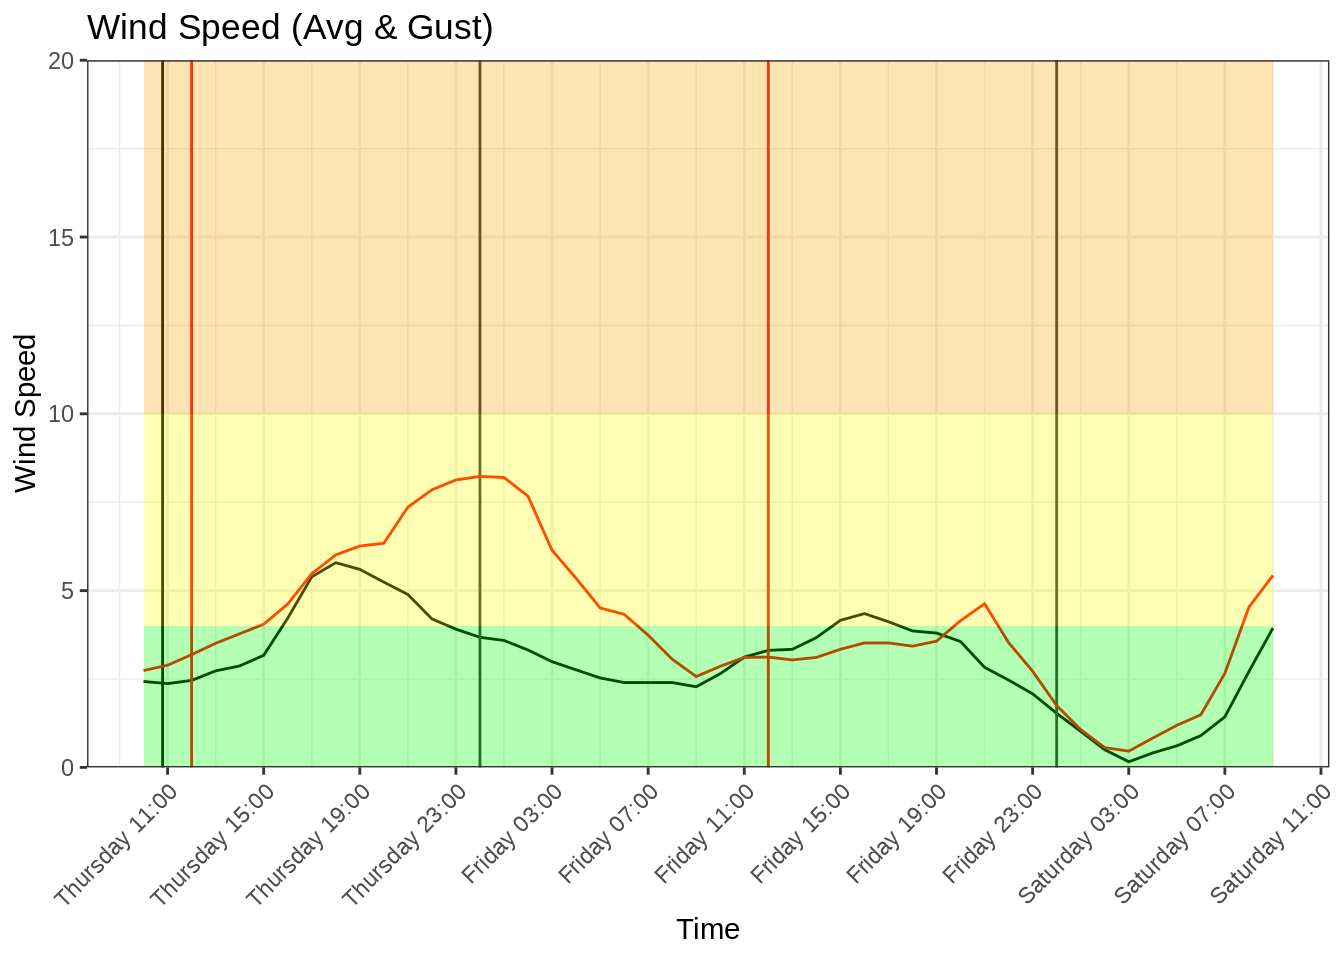 Wind Speed (Avg & Gust)
20
15
10
5
0
Wind Speed
Thursday 11:00
Thursday 15:00
Thursday 19:00
Thursday 23:00
Friday 03:00
Friday 07:00
Friday 11:00
Friday 15:00
Friday 19:00
Friday 23:00
Saturday 03:00
Saturday 07:00
Saturday 11:00
Time